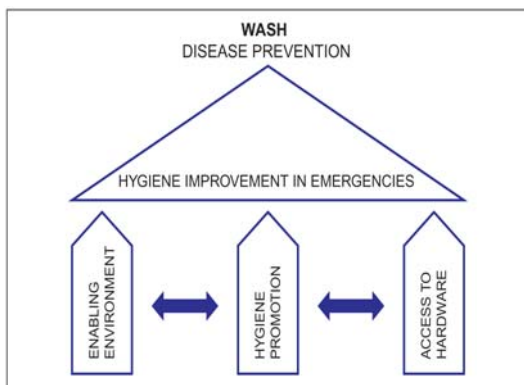 WASH
DISEASE PREVENTION
HYGIENE IMPROVEMENT IN EMERGENCIES
ENABLING
ENVIRONMENT
HYGIENE
PROMOTION
ACCESS TO
HARDWARE